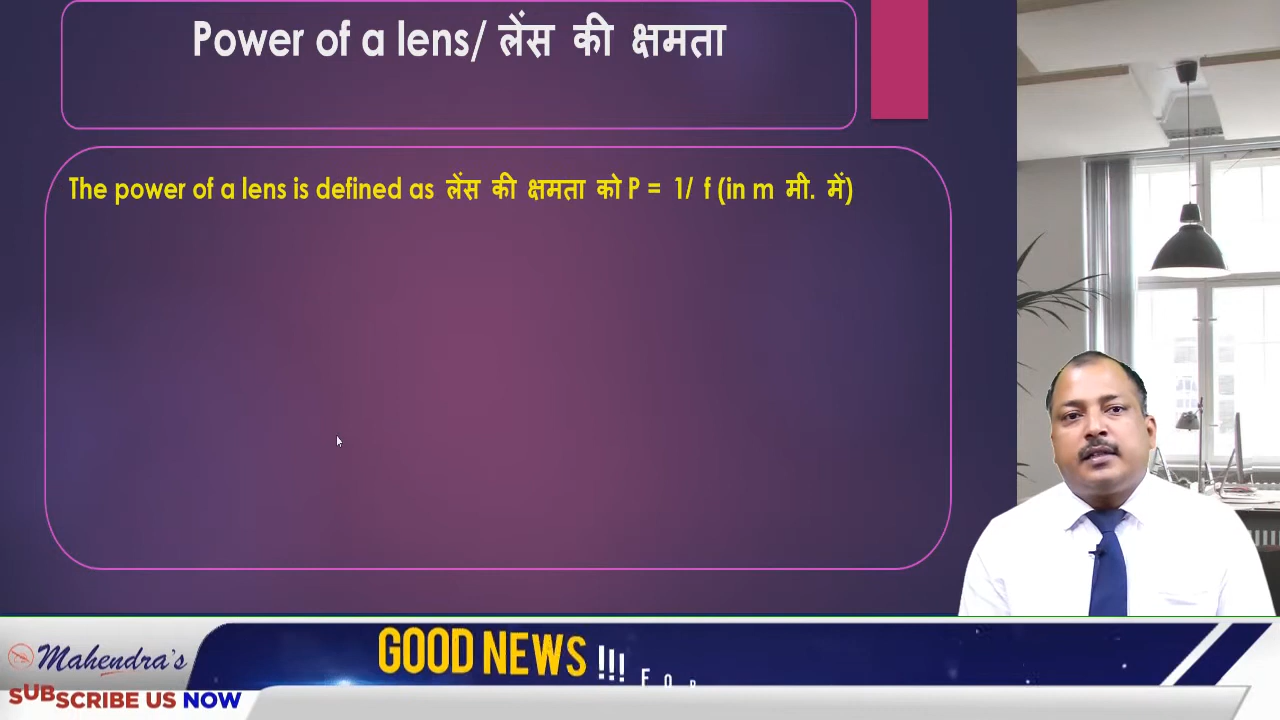 Power of a lens/ लेंस की क्षमता
The power of a lens is defined as लेंस की क्षमता को P = 1/ f (in m मी. में)
GOOD NEWS !!! FOR
Mahendra's
SUBSCRIBE US NOW